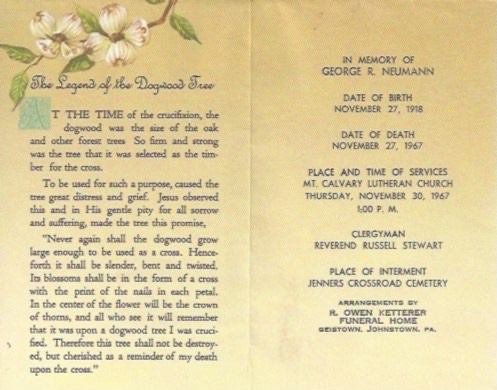 The Legend of the Dogwood Tree
AT THE TIME of the crucifixion, the
dogwood was the size of the oak
and other forest trees So firm and strong
was the tree that it was selected as the tim-
ber for the cross.
To be used for such a purpose, caused the
tree great distress and grief. Jesus observed
this and in His gentle pity for all sorrow
and suffering, made the tree this promise,
"Never again shall the dogwood grow
large enough to be used as a cross. Hence-
forth it shall be slender, bent and twisted.
Its blossoms shall be in the form of a cross
with the print of the nails in each petal.
In the center of the flower will be the crown
of thorns, and all who see it will remember
that it was upon a dogwood tree I was cruci-
fied. Therefore this tree shall not be destroy-
ed, but cherished as a reminder of my death
upon the cross."
IN MEMORY OF
GEORGE R. NEUMANN
DATE OF BIRTH
NOVEMBER 27, 1918
DATE OF DEATH
NOVEMBER 27, 1967
PLACE AND TIME OF SERVICES
MT. CALVARY LUTHERAN CHURCH
THURSDAY, NOVEMBER 30, 1967
1:00 P. M.
CLERGYMAN
REVEREND RUSSELL STEWART
PLACE OF INTERMENT
JENNERS CROSSROAD CEMETERY
ARRANGEMENTS BY
R. OWEN KETTERER
FUNERAL HOME
GEISTOWN, JOHNSTOWN, PA.